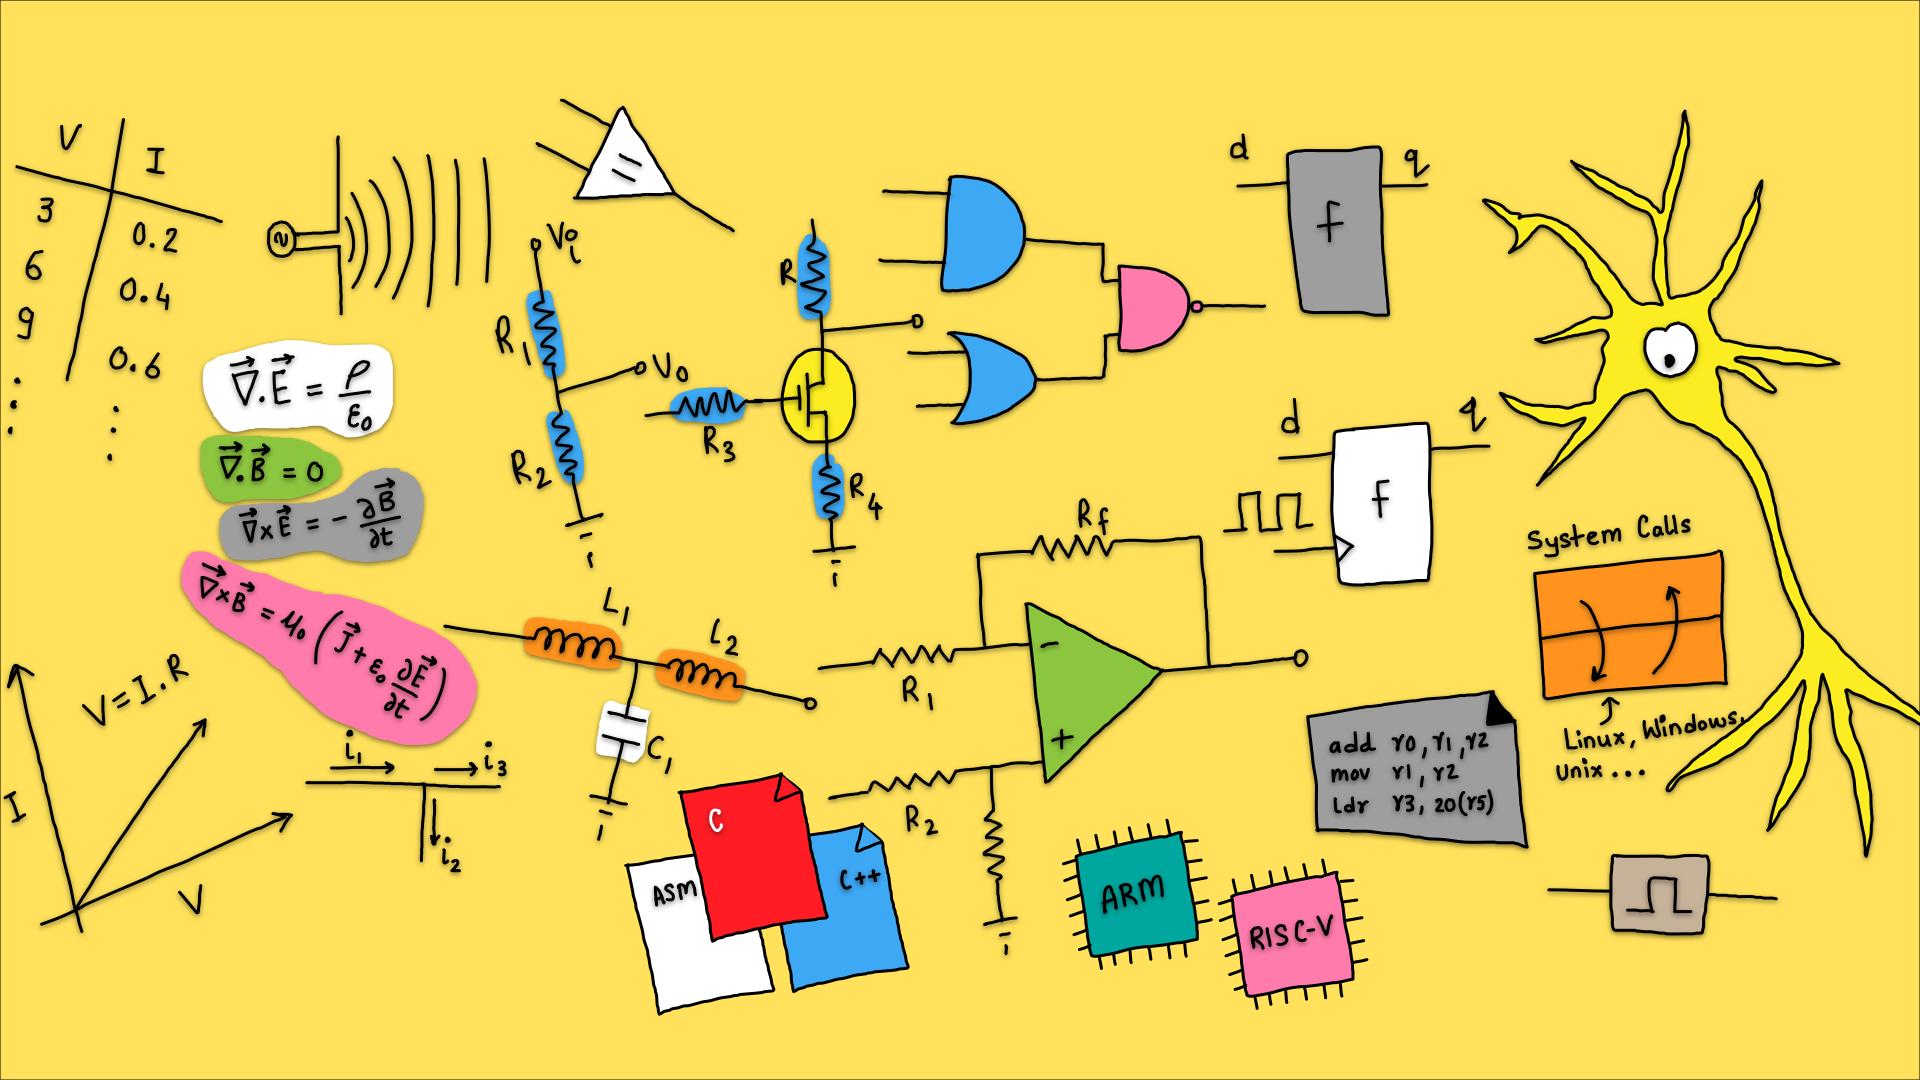 V I
3 0.2
6 0.4
9 0.6
∇⃗.E⃗ = ρ/ε₀
∇⃗.B⃗ = 0
∇⃗×E⃗ = - ∂B⃗/∂t
∇⃗×B⃗ = μ₀ (J⃗ + ε₀ ∂E⃗/∂t)
V = I.R
I
V
i₁
i₃
i₂
=
Vi
R₁
V₀
R₂
R
R₃
R₄
L₁
L₂
C₁
d
q
f
d
q
f
Rf
R₁
-
+
R₂
ASM
C
C++
ARM
RISC-V
System Calls
Linux, Windows,
Unix ...
add r0, r1, r2
mov r1, r2
ldr r3, 20(r5)